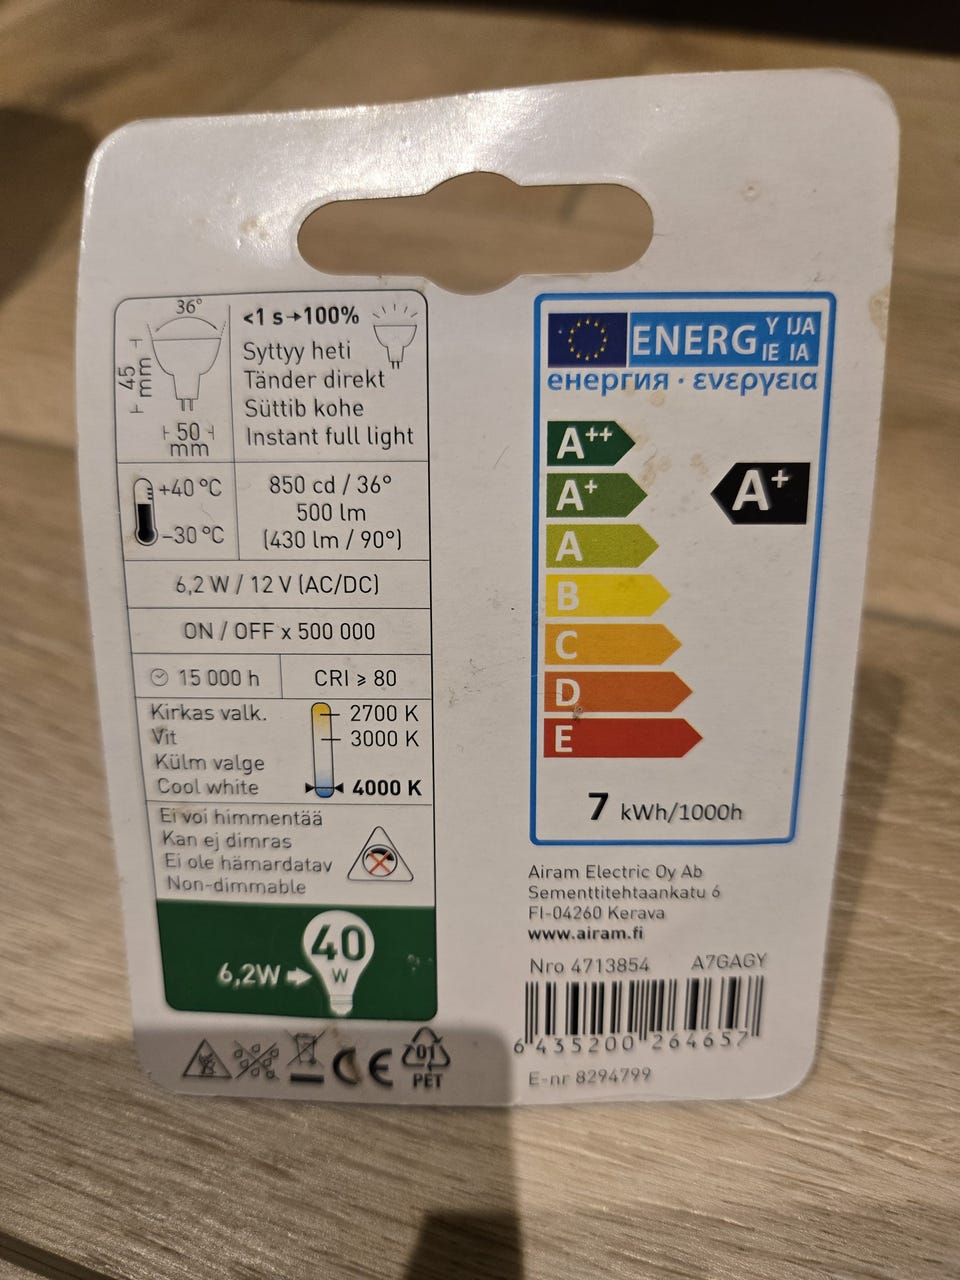 36°
45
mm
50
mm
<1 s→100%
Syttyy heti
Tänder direkt
Süttib kohe
Instant full light
+40 °C
–30 °C
850 cd / 36°
500 lm
(430 lm / 90°)
6,2 W / 12 V (AC/DC)
ON / OFF x 500 000
15 000 h
CRI ⩾ 80
Kirkas valk.
Vit
Külm valge
Cool white
2700 K
3000 K
4000 K
Ei voi himmentää
Kan ej dimras
Ei ole hämardatav
Non-dimmable
6,2W
40
W
CE
01
PET
ENERG
Y IJA
IE IA
енергия · ενεργεια
A++
A+
A
B
C
D
E
A+
7 kWh/1000h
Airam Electric Oy Ab
Sementtitehtaankatu 6
FI-04260 Kerava
www.airam.fi
Nro 4713854 A7GAGY
6 435200 264657
E-nr 8294799